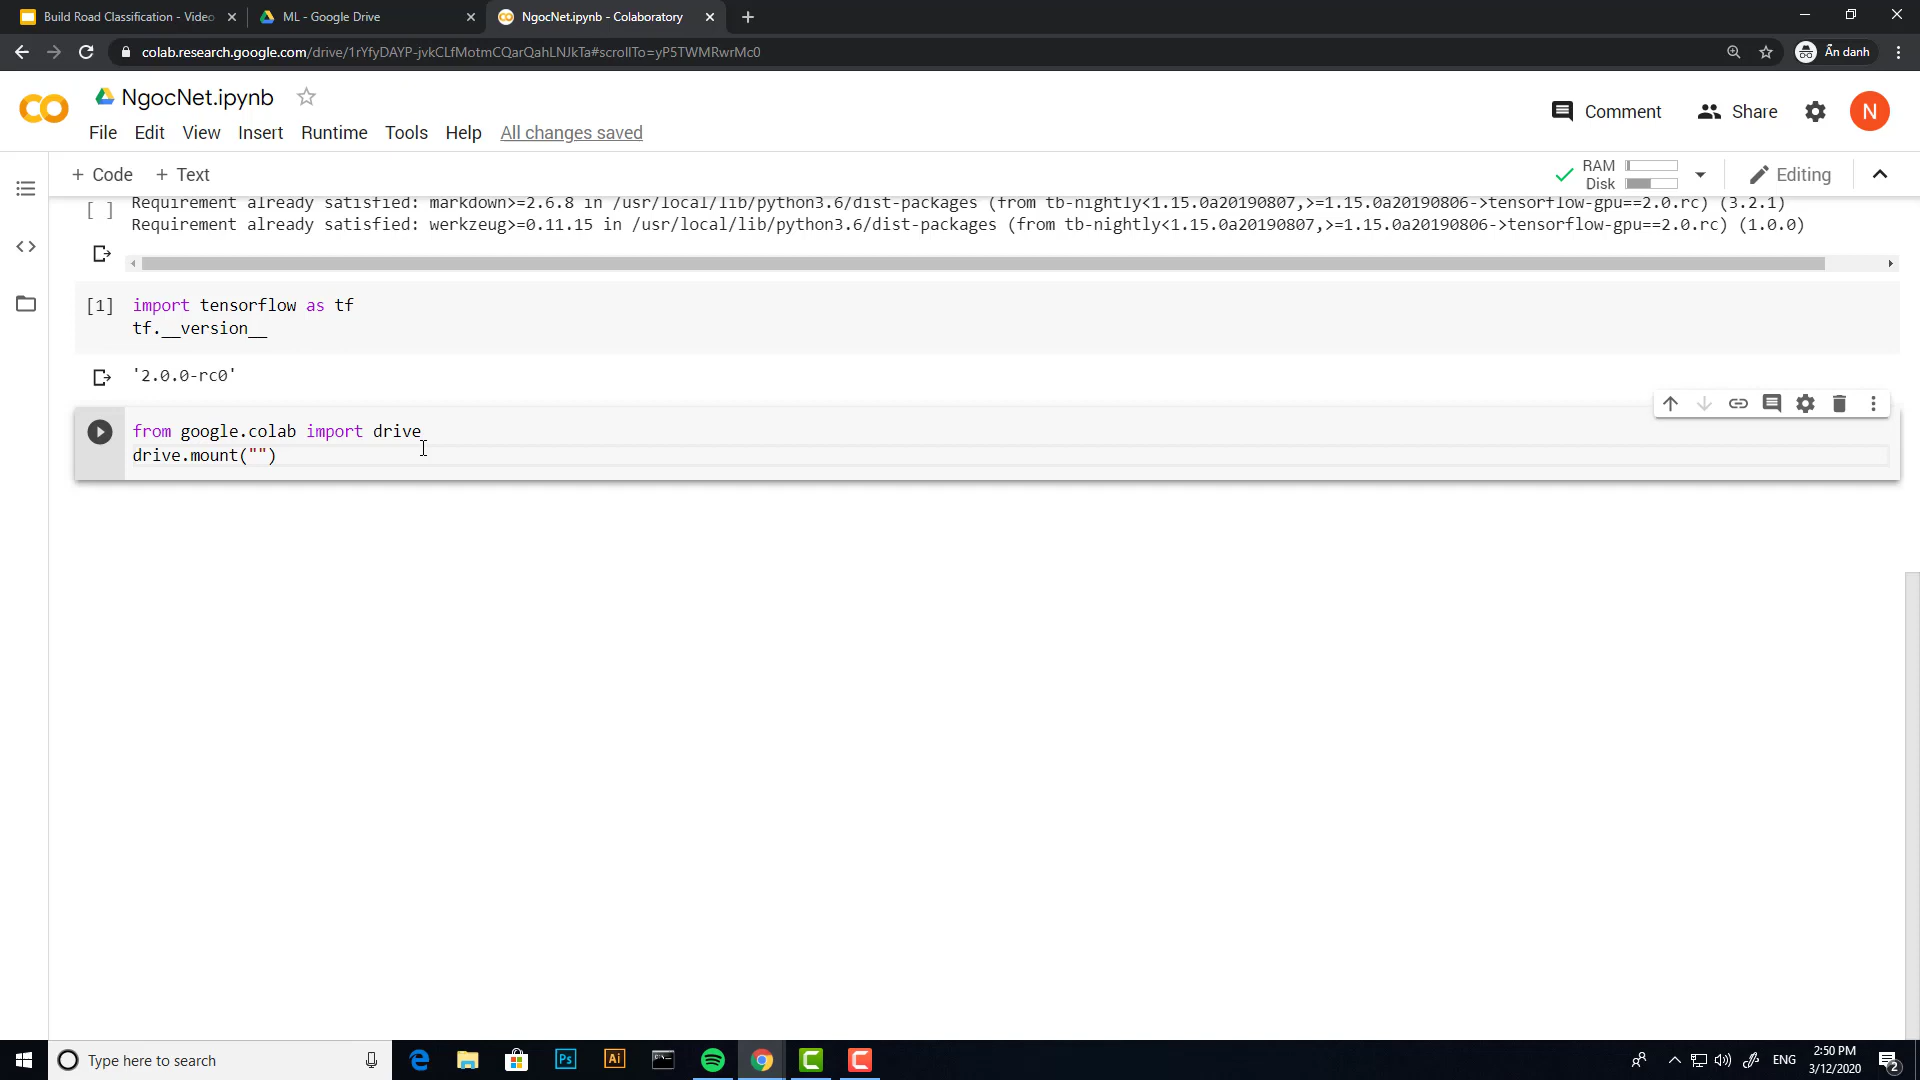 Build Road Classification - Video
ML - Google Drive
NgocNet.ipynb - Colaboratory
colab.research.google.com/drive/1rYfyDAYP-jvkCLfMotmCQarQahLNJkTa#scrollTo=yP5TWMRwrMc0
Ẩn danh
NgocNet.ipynb
Comment
Share
N
File Edit View Insert Runtime Tools Help All changes saved
+ Code + Text
RAM
Disk
Editing
[ ] Requirement already satisfied: markdown>=2.6.8 in /usr/local/lib/python3.6/dist-packages (from tb-nightly<1.15.0a20190807,>=1.15.0a20190806->tensorflow-gpu==2.0.rc) (3.2.1)
Requirement already satisfied: werkzeug>=0.11.15 in /usr/local/lib/python3.6/dist-packages (from tb-nightly<1.15.0a20190807,>=1.15.0a20190806->tensorflow-gpu==2.0.rc) (1.0.0)
[1] import tensorflow as tf
tf.__version__
'2.0.0-rc0'
from google.colab import drive
drive.mount("")
Type here to search
Ps
Ai
ENG
2:50 PM
3/12/2020
2